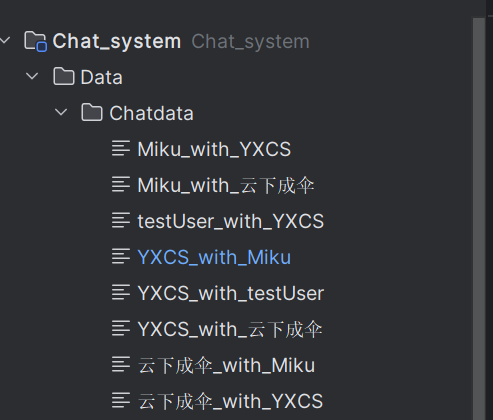 Chat_system Chat_system
Data
Chatdata
Miku_with_YXCS
Miku_with_云下成伞
testUser_with_YXCS
YXCS_with_Miku
YXCS_with_testUser
YXCS_with_云下成伞
云下成伞_with_Miku
云下成伞_with_YXCS